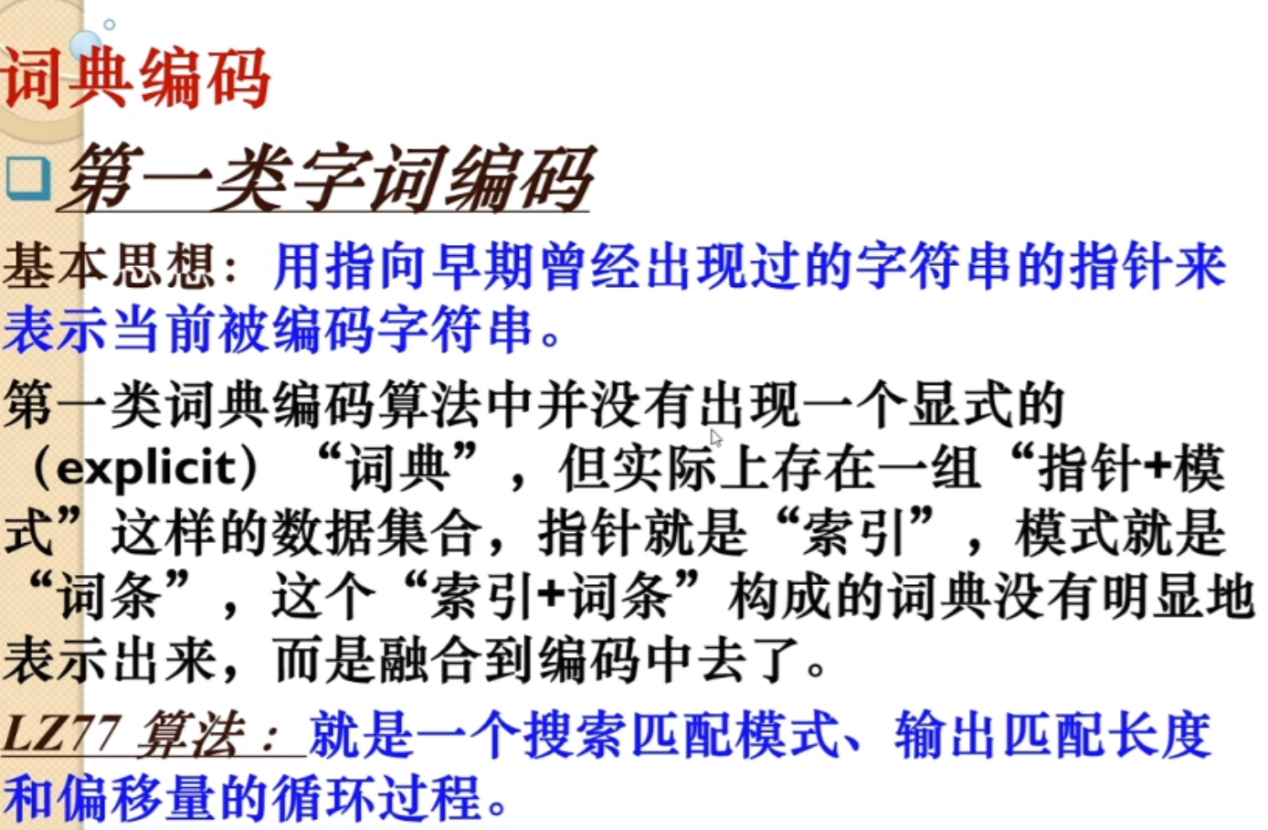 词典编码
第一类字词编码
基本思想：用指向早期曾经出现过的字符串的指针来
表示当前被编码字符串。
第一类词典编码算法中并没有出现一个显式的
（explicit）“词典”，但实际上存在一组“指针+模
式”这样的数据集合，指针就是“索引”，模式就是
“词条”，这个“索引+词条”构成的词典没有明显地
表示出来，而是融合到编码中去了。
LZ77 算法：就是一个搜索匹配模式、输出匹配长度
和偏移量的循环过程。